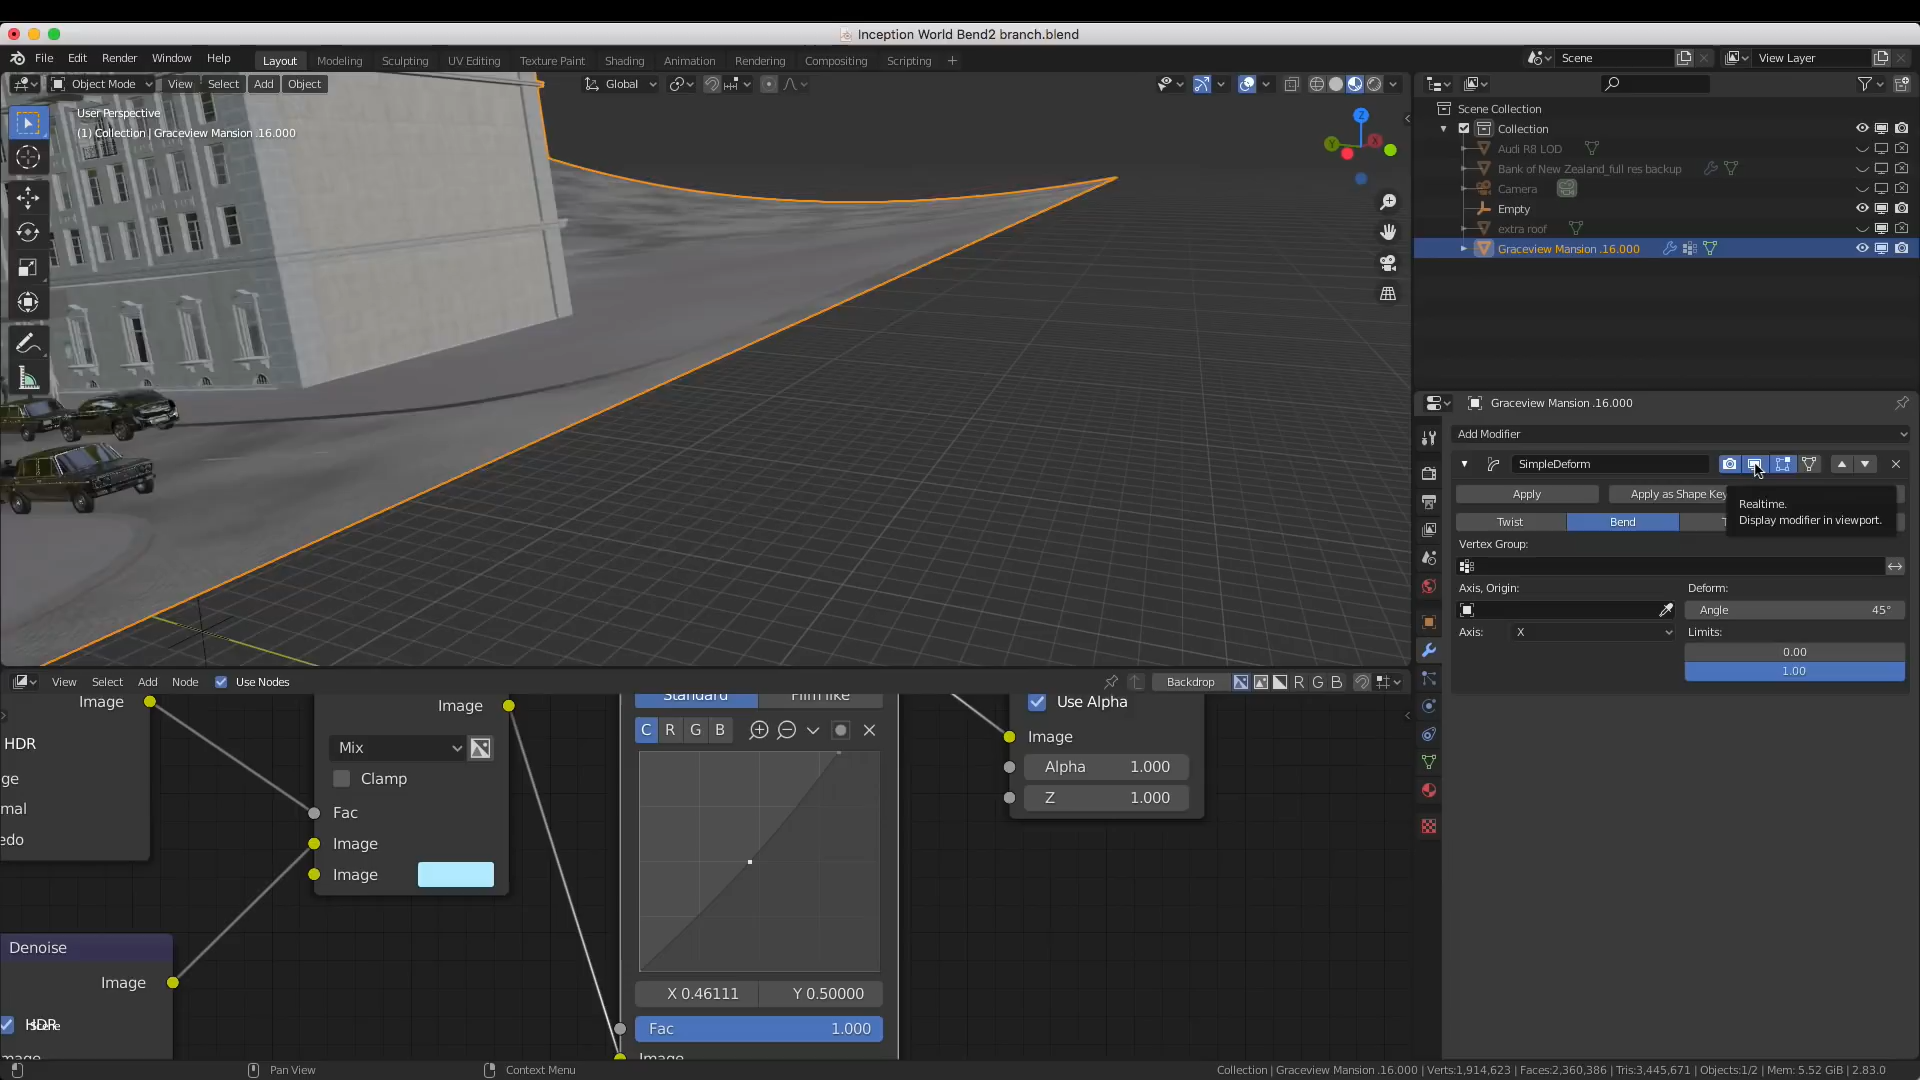 Inception World Bend2 branch.blend
File Edit Render Window Help
Layout Modeling Sculpting UV Editing Texture Paint Shading Animation Rendering Compositing Scripting +
Scene
View Layer
Object Mode View Select Add Object
Global
User Perspective
(1) Collection | Graceview Mansion .16.000
Z
Y
X
Scene Collection
Collection
Audi R8 LOD
Bank of New Zealand_full res backup
Camera
Empty
extra roof
Graceview Mansion .16.000
Graceview Mansion .16.000
Add Modifier
SimpleDeform
Apply Apply as Shape Key
Realtime.
Display modifier in viewport.
Twist Bend T
Vertex Group:
Axis, Origin: Deform:
Angle 45°
Axis: X Limits:
0.00
1.00
View Select Add Node Use Nodes
Backdrop R G B
Image
HDR
ge
mal
edo
Denoise
Image
HDR
Scene
mage
Image
Mix
Clamp
Fac
Image
Image
Standard Film like
C R G B
X 0.46111 Y 0.50000
Fac 1.000
Image
Use Alpha
Image
Alpha 1.000
Z 1.000
Pan View
Context Menu
Collection | Graceview Mansion .16.000 | Verts:1,914,623 | Faces:2,360,386 | Tris:3,445,671 | Objects:1/2 | Mem: 5.52 GiB | 2.83.0